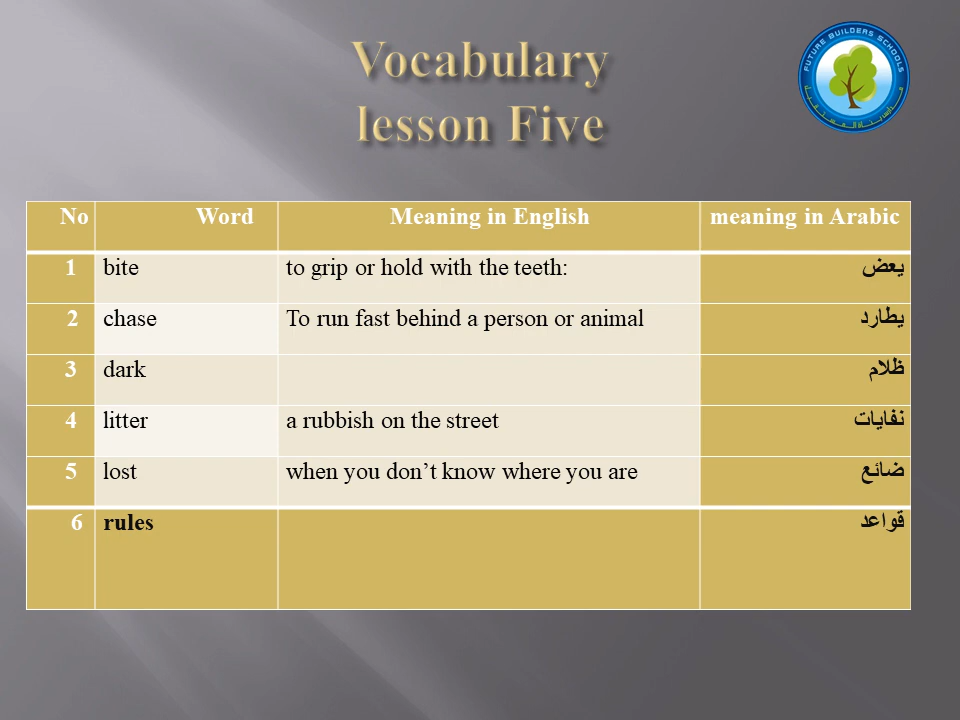 Vocabulary
lesson Five
FUTURE BUILDERS SCHOOLS
مدارس بناة المستقبل
No Word Meaning in English meaning in Arabic
1 bite to grip or hold with the teeth: يعض
2 chase To run fast behind a person or animal يطارد
3 dark ظلام
4 litter a rubbish on the street نفايات
5 lost when you don’t know where you are ضائع
6 rules قواعد